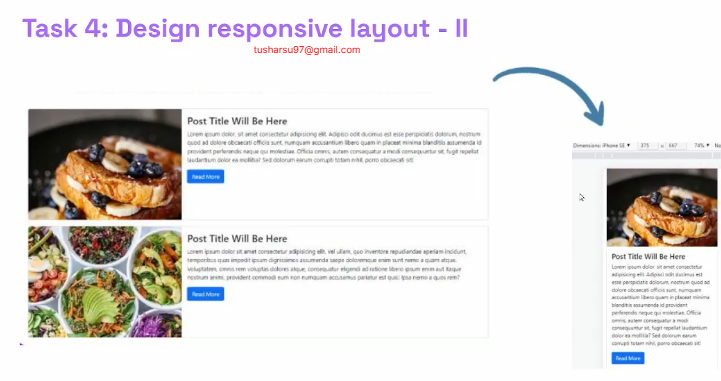 Task 4: Design responsive layout - II
tusharsu97@gmail.com
Post Title Will Be Here
Lorem ipsum dolor, sit amet consectetur adipisicing elit. Adipisci odit ducimus est esse perspiciatis dolorum, nostrum
quod ad dolore obcaecati officiis sunt, numquam accusantium libero quam in placeat minima blanditiis assumenda id
provident perferendis neque qui molestiae. Officia omnis, autem consequatur a modi consequuntur sit, fugit repellat
laudantium dolor ea mollitia? Sed dolorum earum corrupti totam nihil, porro obcaecati sit!
Read More
Post Title Will Be Here
Lorem ipsum dolor sit amet consectetur adipisicing elit. vel ullam, quo inventore repudiandae aperiam incidunt,
temporibus quas impedit ipsum dignissimos assumenda saepe doloremque enim sunt nemo a quam atque.
Voluptatem, omnis rem voluptas dolores atque, consequatur eligendi ad ratione libero ipsum enim aut itaque
nostrum animi, provident commodi eum non numquam accusamus pariatur est quis! Ipsa nemo a quos rem?
Read More
Dimensions: iPhone SE 375 x 667 74% No
Post Title Will Be Here
Lorem ipsum dolor, sit amet consectetur
adipisicing elit. Adipisci odit ducimus est
esse perspiciatis dolorum, nostrum quod ad
dolore obcaecati officiis sunt, numquam
accusantium libero quam in placeat minima
blanditiis assumenda id provident
perferendis neque qui molestiae. Officia
omnis, autem consequatur a modi
consequuntur sit, fugit repellat laudantium
dolor ea mollitia? Sed dolorum earum
corrupti totam nihil, porro obcaecati sit!
Read More